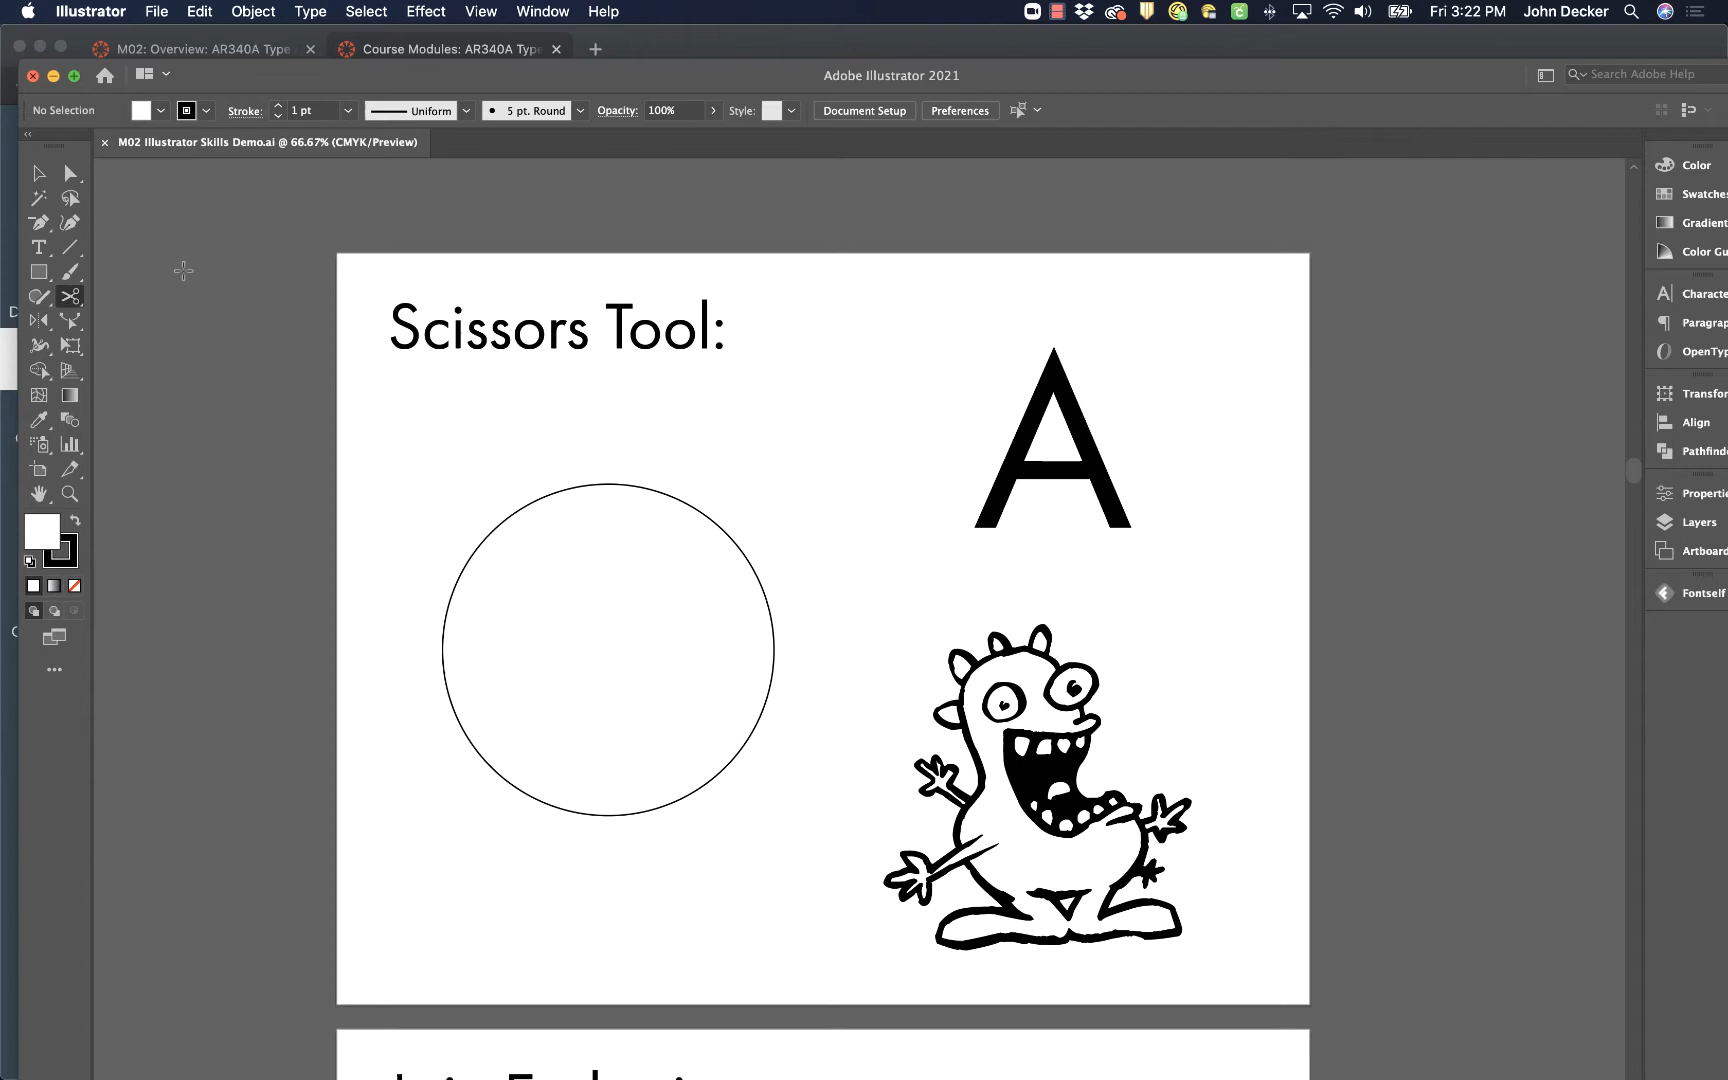 Illustrator File Edit Object Type Select Effect View Window Help Fri 3:22 PM John Decker
M02: Overview: AR340A Type Course Modules: AR340A Type
Adobe Illustrator 2021 Search Adobe Help
No Selection Stroke: 1 pt Uniform 5 pt. Round Opacity: 100% Style: Document Setup Preferences
M02 Illustrator Skills Demo.ai @ 66.67% (CMYK/Preview)
Color
Swatches
Gradient
Color Gu
Characte
Paragrap
OpenTyp
Transfor
Align
Pathfinde
Propertie
Layers
Artboard
Fontself
Scissors Tool:
A